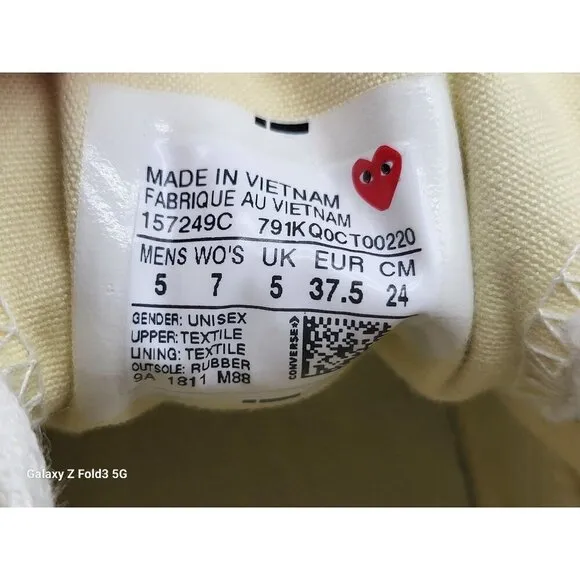 MADE IN VIETNAM
FABRIQUE AU VIETNAM
157249C 791KQ0CT00220
MENS WO'S UK EUR CM
5 7 5 37.5 24
GENDER: UNISEX
UPPER: TEXTILE
LINING: TEXTILE
OUTSOLE: RUBBER
9A 1811 M88
CONVERSE
Galaxy Z Fold3 5G